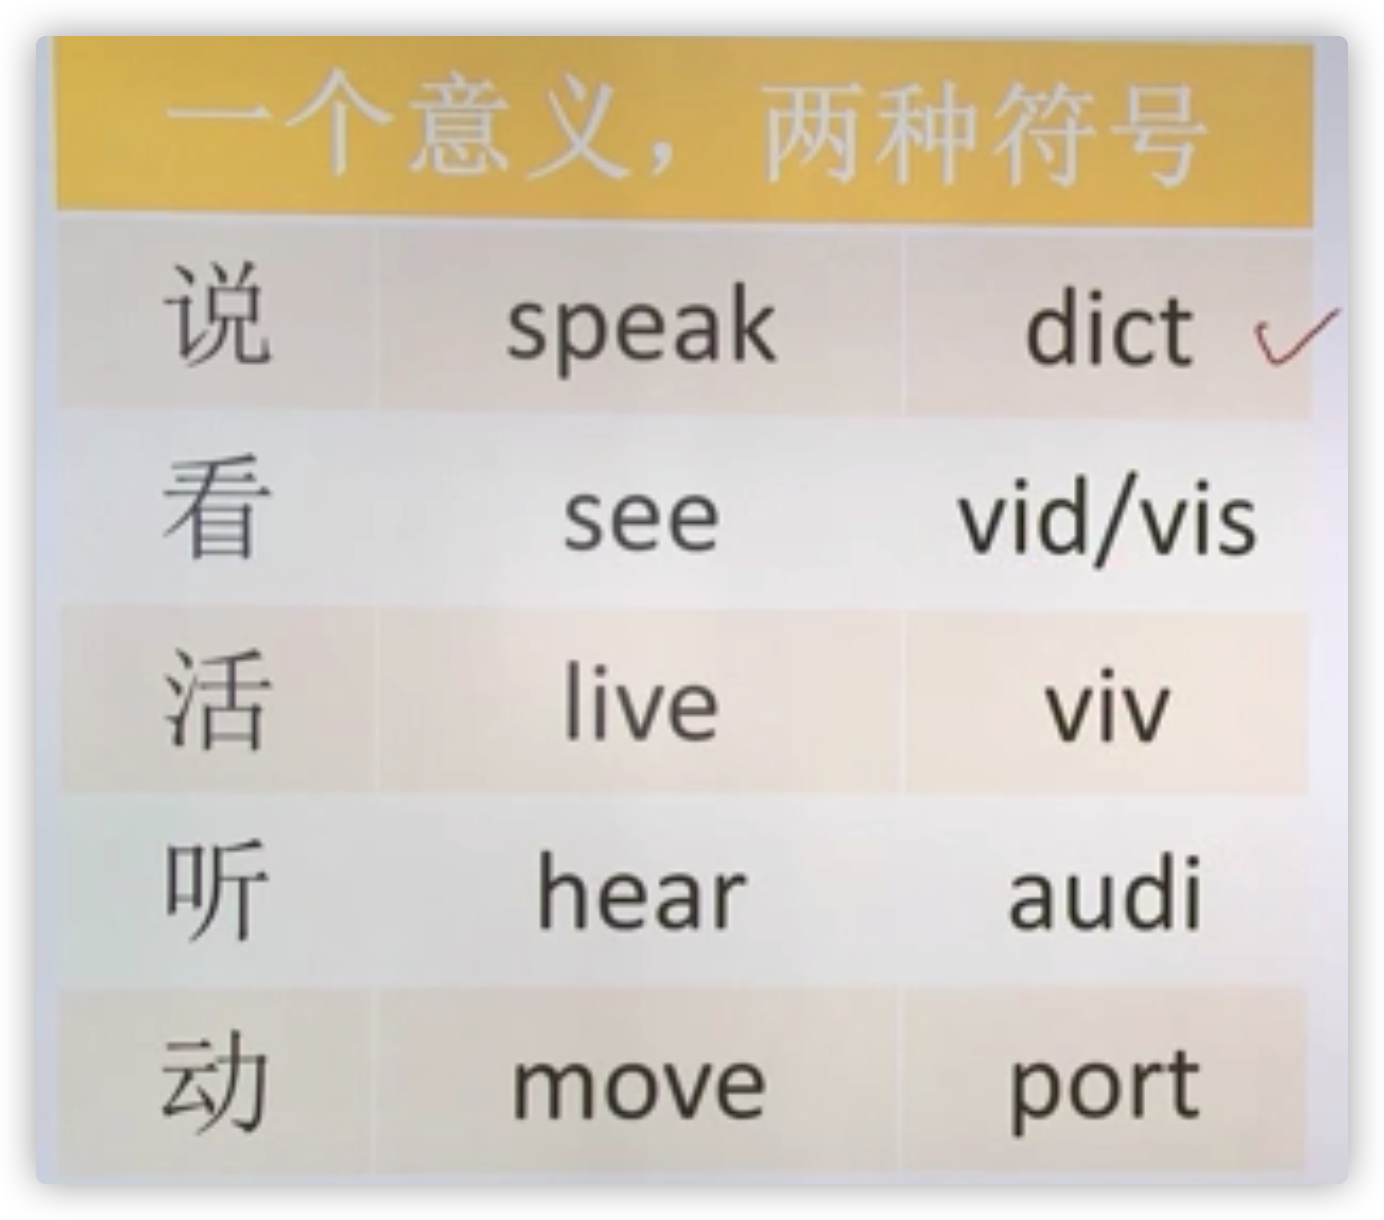 一个意义，两种符号
说 speak dict
看 see vid/vis
活 live viv
听 hear audi
动 move port